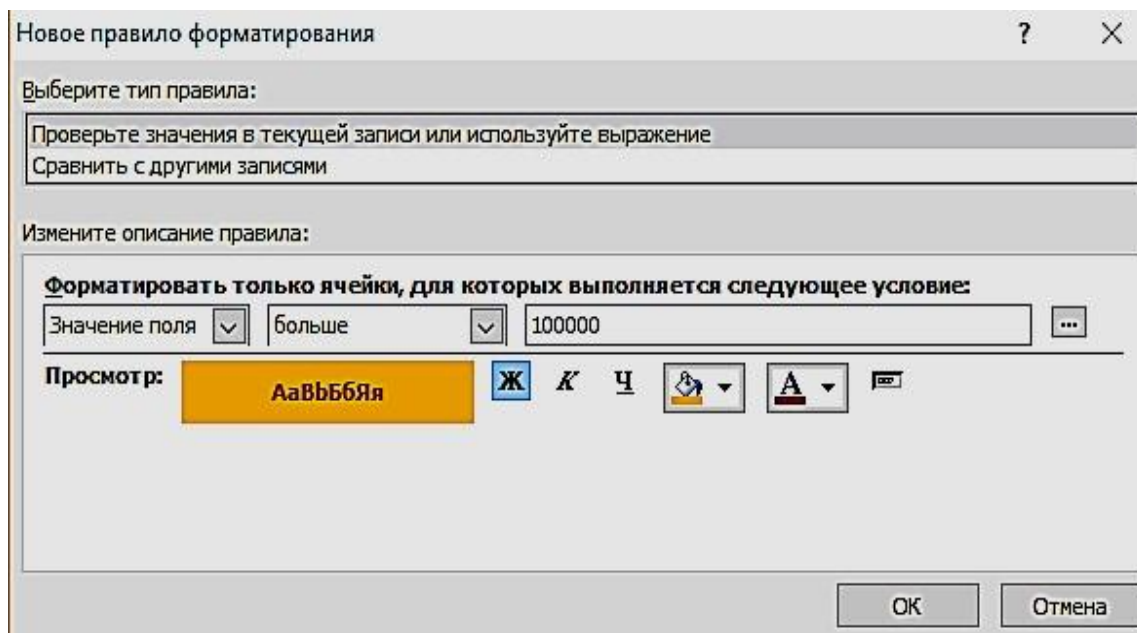 Новое правило форматирования ?
Выберите тип правила:
Проверьте значения в текущей записи или используйте выражение
Сравнить с другими записями
Измените описание правила:
Форматировать только ячейки, для которых выполняется следующее условие:
Значение поля больше 100000 ...
Просмотр: АаВbБбЯя Ж К Ч А
ОК Отмена